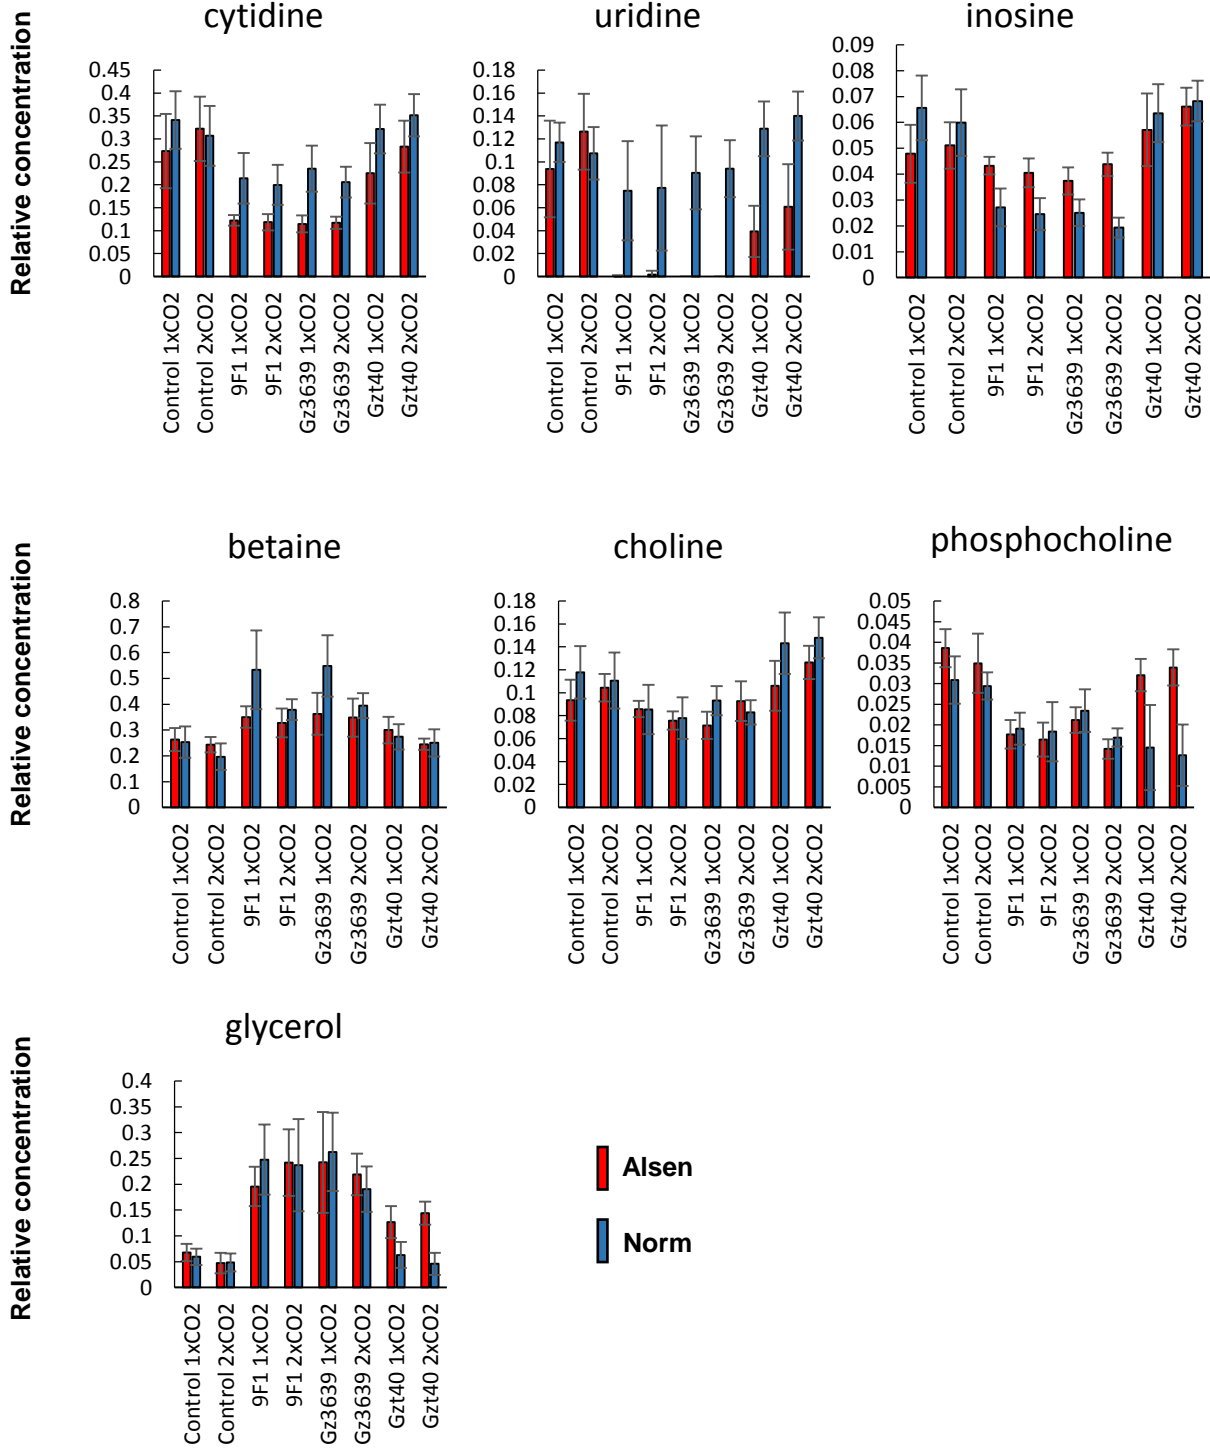 cytidine
Relative concentration
0.45
0.4
0.35
0.3
0.25
0.2
0.15
0.1
0.05
0
Control 1xCO2
Control 2xCO2
9F1 1xCO2
9F1 2xCO2
Gz3639 1xCO2
Gz3639 2xCO2
Gzt40 1xCO2
Gzt40 2xCO2
uridine
0.18
0.16
0.14
0.12
0.1
0.08
0.06
0.04
0.02
0
Control 1xCO2
Control 2xCO2
9F1 1xCO2
9F1 2xCO2
Gz3639 1xCO2
Gz3639 2xCO2
Gzt40 1xCO2
Gzt40 2xCO2
inosine
0.09
0.08
0.07
0.06
0.05
0.04
0.03
0.02
0.01
0
Control 1xCO2
Control 2xCO2
9F1 1xCO2
9F1 2xCO2
Gz3639 1xCO2
Gz3639 2xCO2
Gzt40 1xCO2
Gzt40 2xCO2
betaine
Relative concentration
0.8
0.7
0.6
0.5
0.4
0.3
0.2
0.1
0
Control 1xCO2
Control 2xCO2
9F1 1xCO2
9F1 2xCO2
Gz3639 1xCO2
Gz3639 2xCO2
Gzt40 1xCO2
Gzt40 2xCO2
choline
0.18
0.16
0.14
0.12
0.1
0.08
0.06
0.04
0.02
0
Control 1xCO2
Control 2xCO2
9F1 1xCO2
9F1 2xCO2
Gz3639 1xCO2
Gz3639 2xCO2
Gzt40 1xCO2
Gzt40 2xCO2
phosphocholine
0.05
0.045
0.04
0.035
0.03
0.025
0.02
0.015
0.01
0.005
0
Control 1xCO2
Control 2xCO2
9F1 1xCO2
9F1 2xCO2
Gz3639 1xCO2
Gz3639 2xCO2
Gzt40 1xCO2
Gzt40 2xCO2
glycerol
Relative concentration
0.4
0.35
0.3
0.25
0.2
0.15
0.1
0.05
0
Control 1xCO2
Control 2xCO2
9F1 1xCO2
9F1 2xCO2
Gz3639 1xCO2
Gz3639 2xCO2
Gzt40 1xCO2
Gzt40 2xCO2
Alsen
Norm